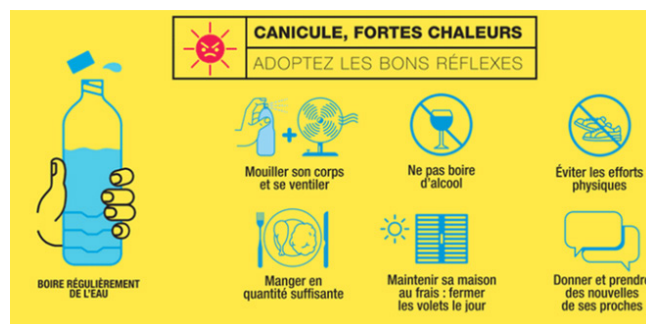 CANICULE, FORTES CHALEURS
ADOPTEZ LES BONS RÉFLEXES
BOIRE RÉGULIÈREMENT
DE L'EAU
Mouiller son corps
et se ventiler
Ne pas boire
d'alcool
Éviter les efforts
physiques
Manger en
quantité suffisante
Maintenir sa maison
au frais : fermer
les volets le jour
Donner et prendre
des nouvelles
de ses proches